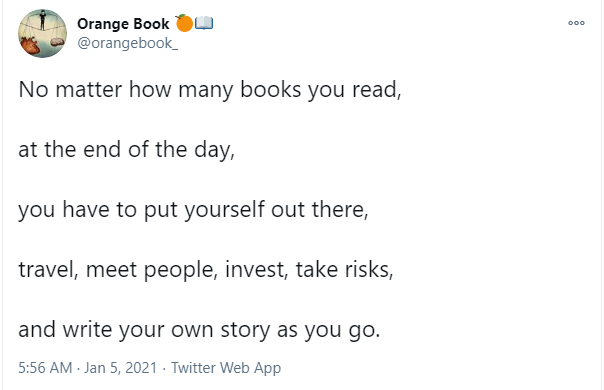 Orange Book 🍊📖
@orangebook_
No matter how many books you read,
at the end of the day,
you have to put yourself out there,
travel, meet people, invest, take risks,
and write your own story as you go.
5:56 AM · Jan 5, 2021 · Twitter Web App